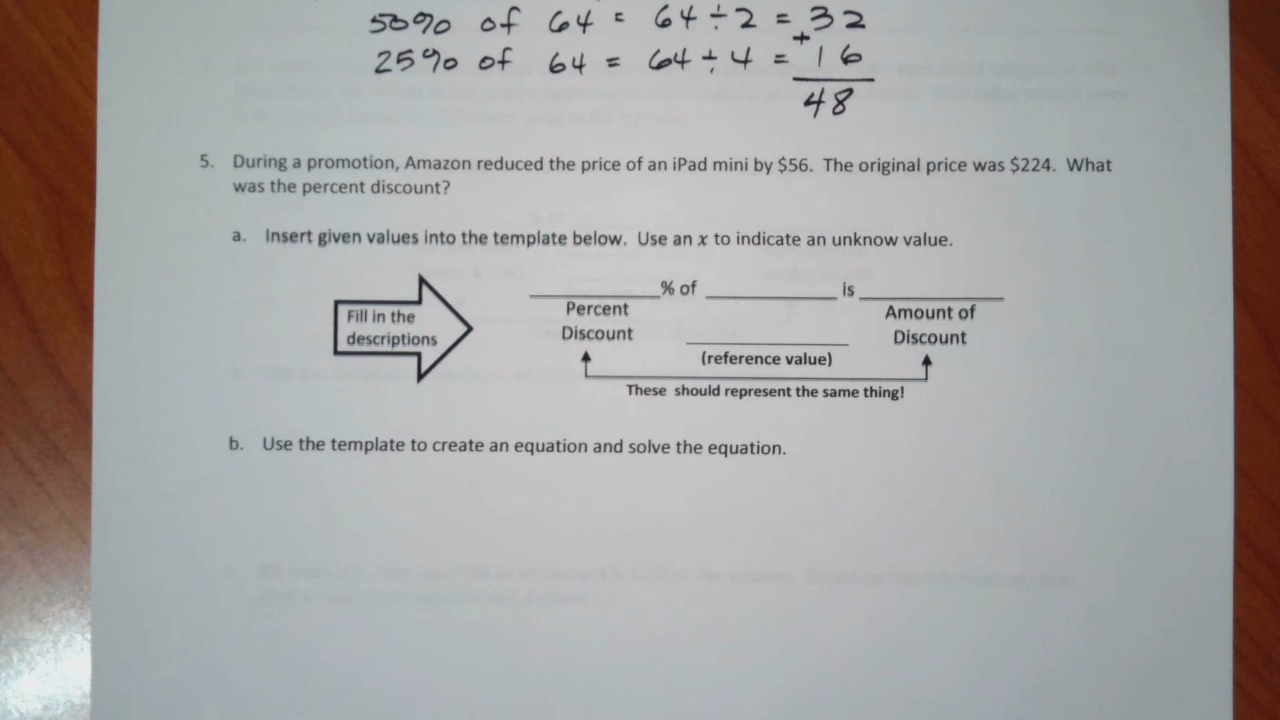 50% of 64 = 64 ÷ 2 = 32
25% of 64 = 64 ÷ 4 = + 16
48
5. During a promotion, Amazon reduced the price of an iPad mini by $56. The original price was $224. What
was the percent discount?
a. Insert given values into the template below. Use an x to indicate an unknow value.
Fill in the
descriptions
% of is
Percent
Discount
(reference value)
Amount of
Discount
These should represent the same thing!
b. Use the template to create an equation and solve the equation.